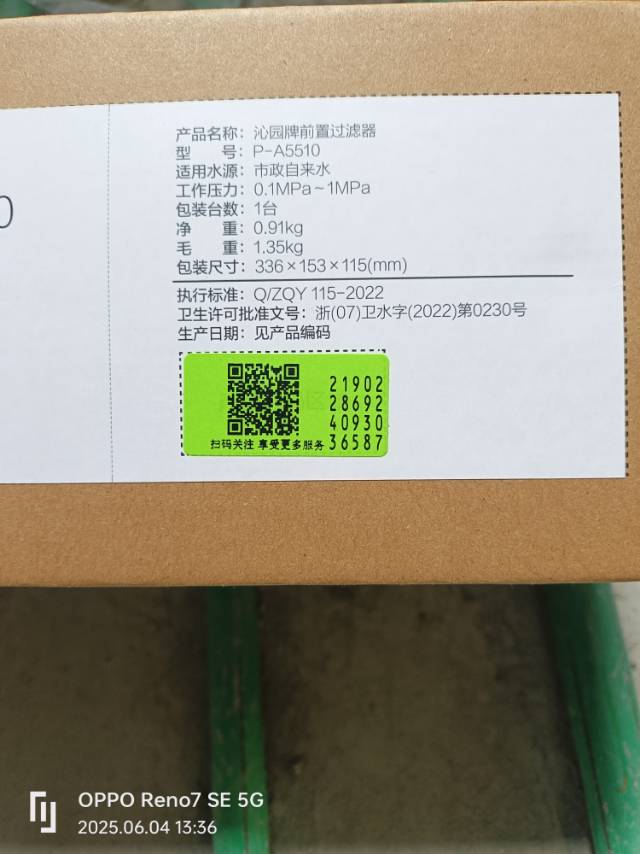 0
产品名称：沁园牌前置过滤器
型　　号：P-A5510
适用水源：市政自来水
工作压力：0.1MPa~1MPa
包装台数：1台
净　　重：0.91kg
毛　　重：1.35kg
包装尺寸：336×153×115(mm)
执行标准：Q/ZQY 115-2022
卫生许可批准文号：浙(07)卫水字(2022)第0230号
生产日期：见产品编码
21902
28692
40930
36587
扫码关注 享受更多服务
OPPO Reno7 SE 5G
2025.06.04 13:36